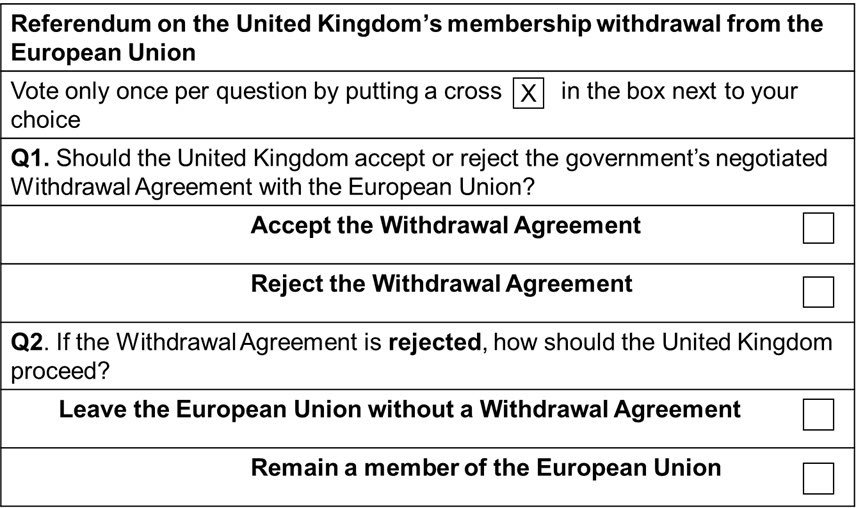 Referendum on the United Kingdom’s membership withdrawal from the
European Union
Vote only once per question by putting a cross X in the box next to your
choice
Q1. Should the United Kingdom accept or reject the government’s negotiated
Withdrawal Agreement with the European Union?
Accept the Withdrawal Agreement
Reject the Withdrawal Agreement
Q2. If the Withdrawal Agreement is rejected, how should the United Kingdom
proceed?
Leave the European Union without a Withdrawal Agreement
Remain a member of the European Union